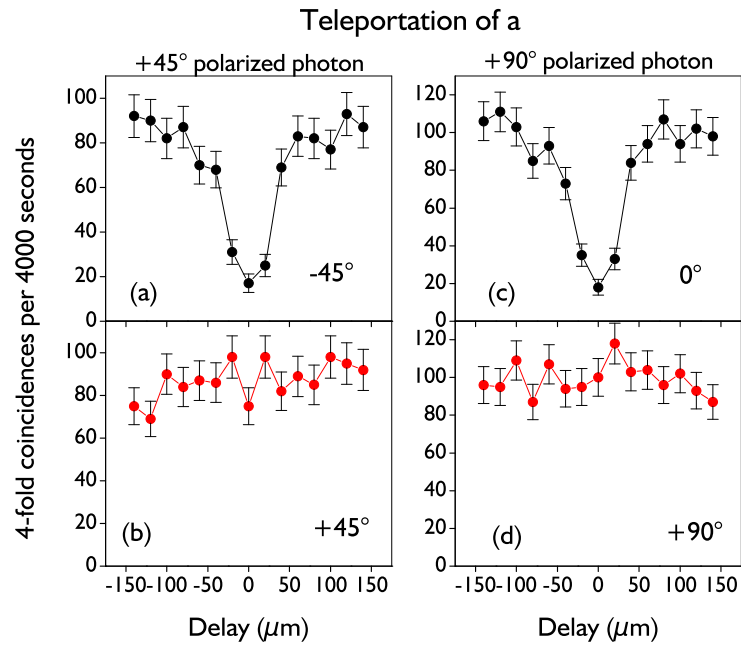 Teleportation of a
+45° polarized photon
+90° polarized photon
4-fold coincidences per 4000 seconds
100
80
60
40
20
0
(a)
-45°
120
100
80
60
40
20
0
(c)
0°
100
80
60
40
20
0
(b)
+45°
120
100
80
60
40
20
0
(d)
+90°
-150 -100 -50 0 50 100 150
-150 -100 -50 0 50 100 150
Delay (μm)
Delay (μm)